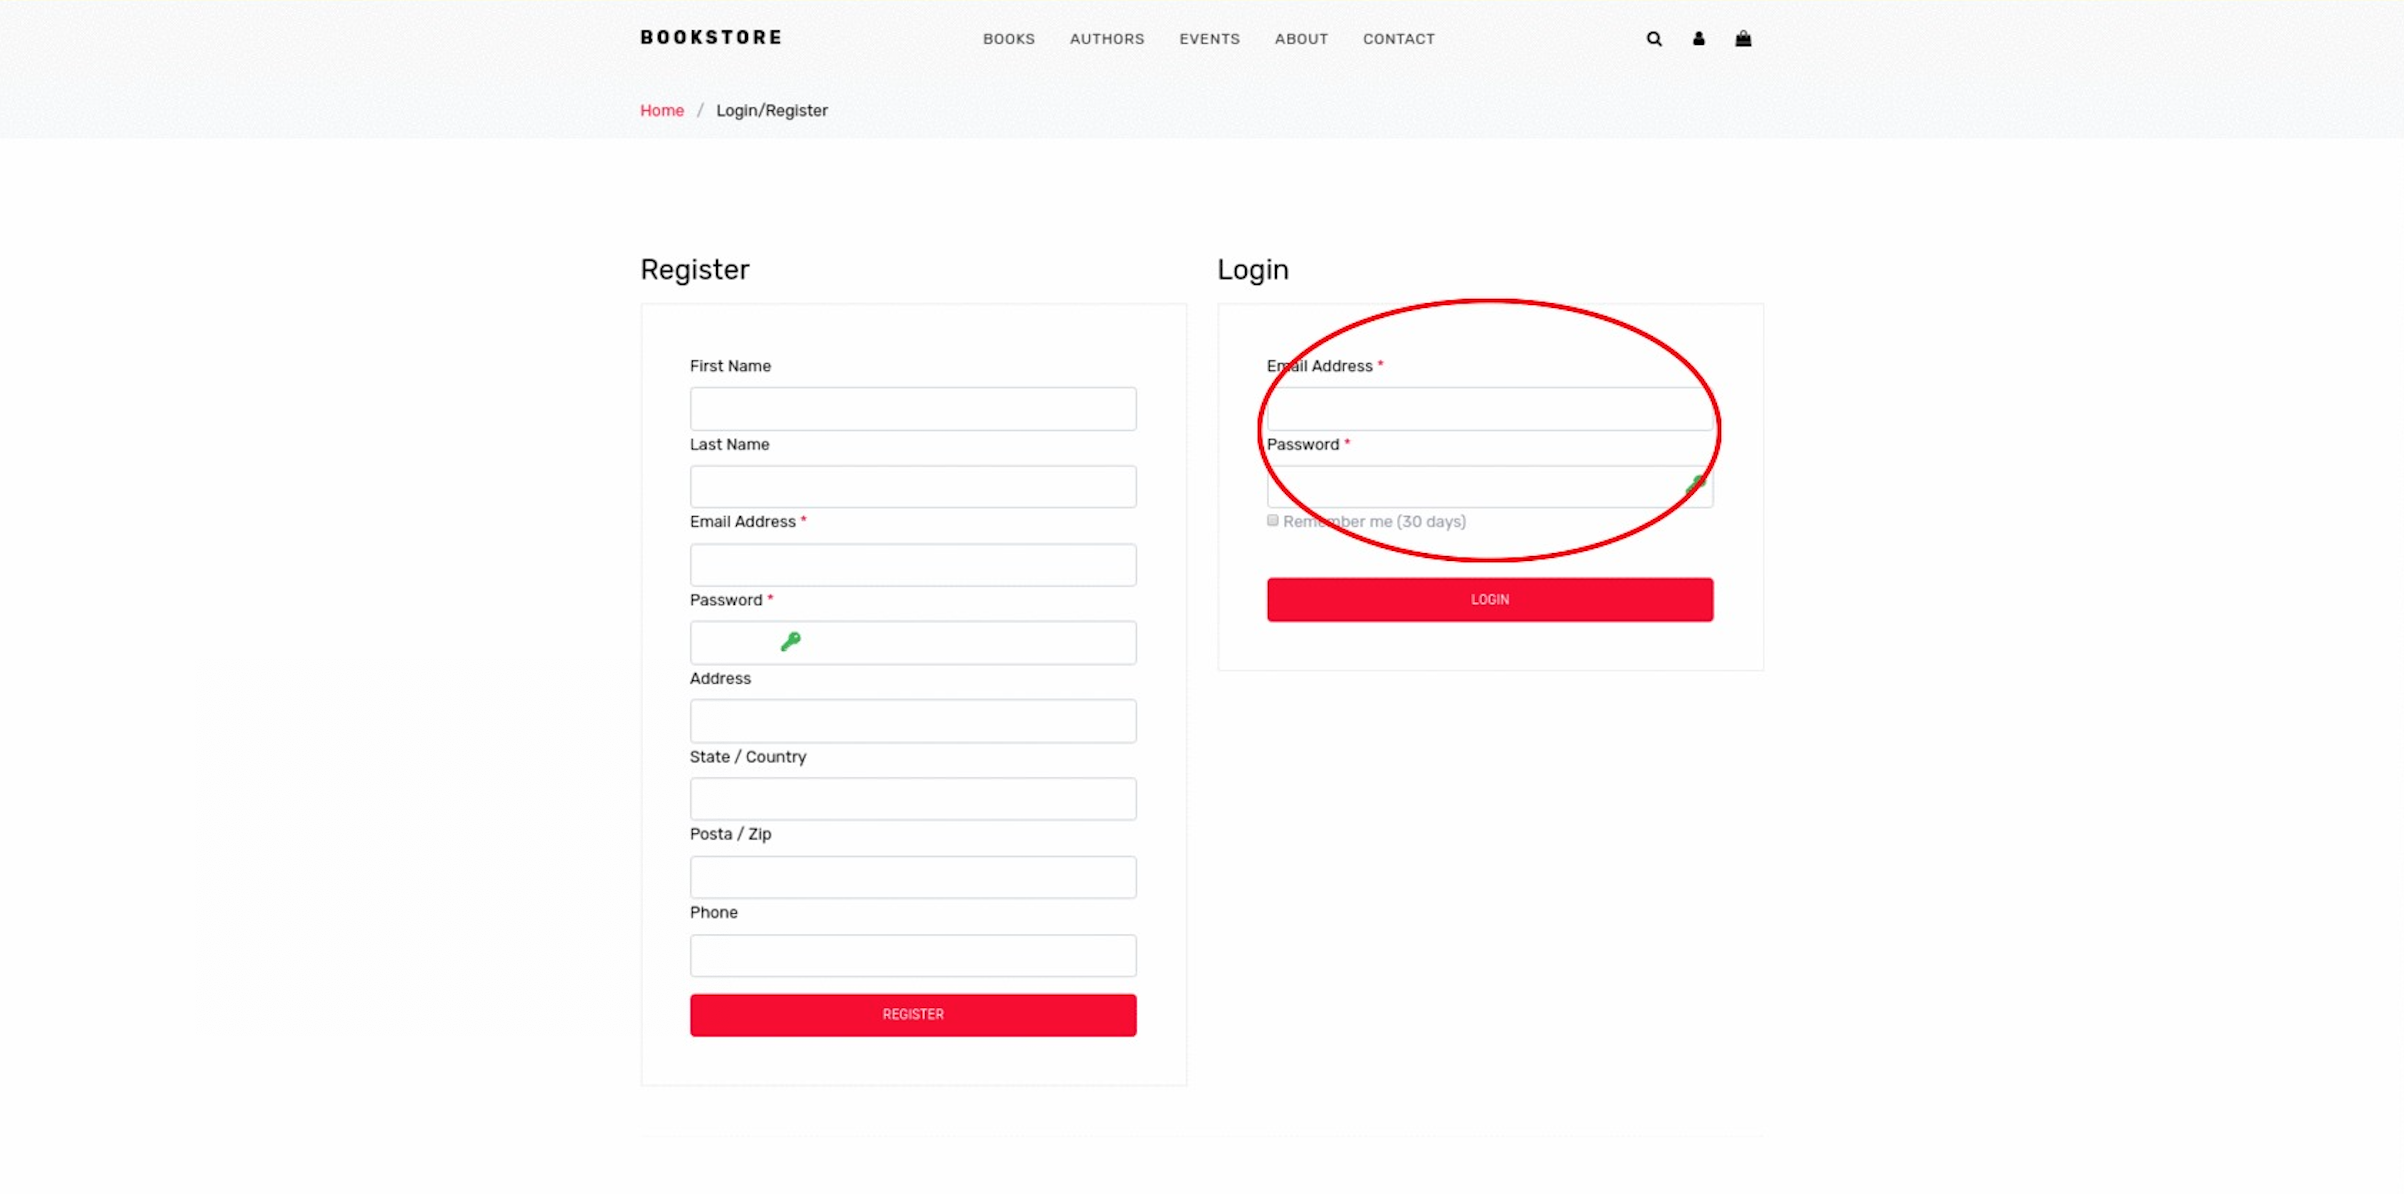 BOOKSTORE
BOOKS AUTHORS EVENTS ABOUT CONTACT
Home / Login/Register
Register
First Name
Last Name
Email Address *
Password *
Address
State / Country
Posta / Zip
Phone
REGISTER
Login
Email Address *
Password *
Remember me (30 days)
LOGIN